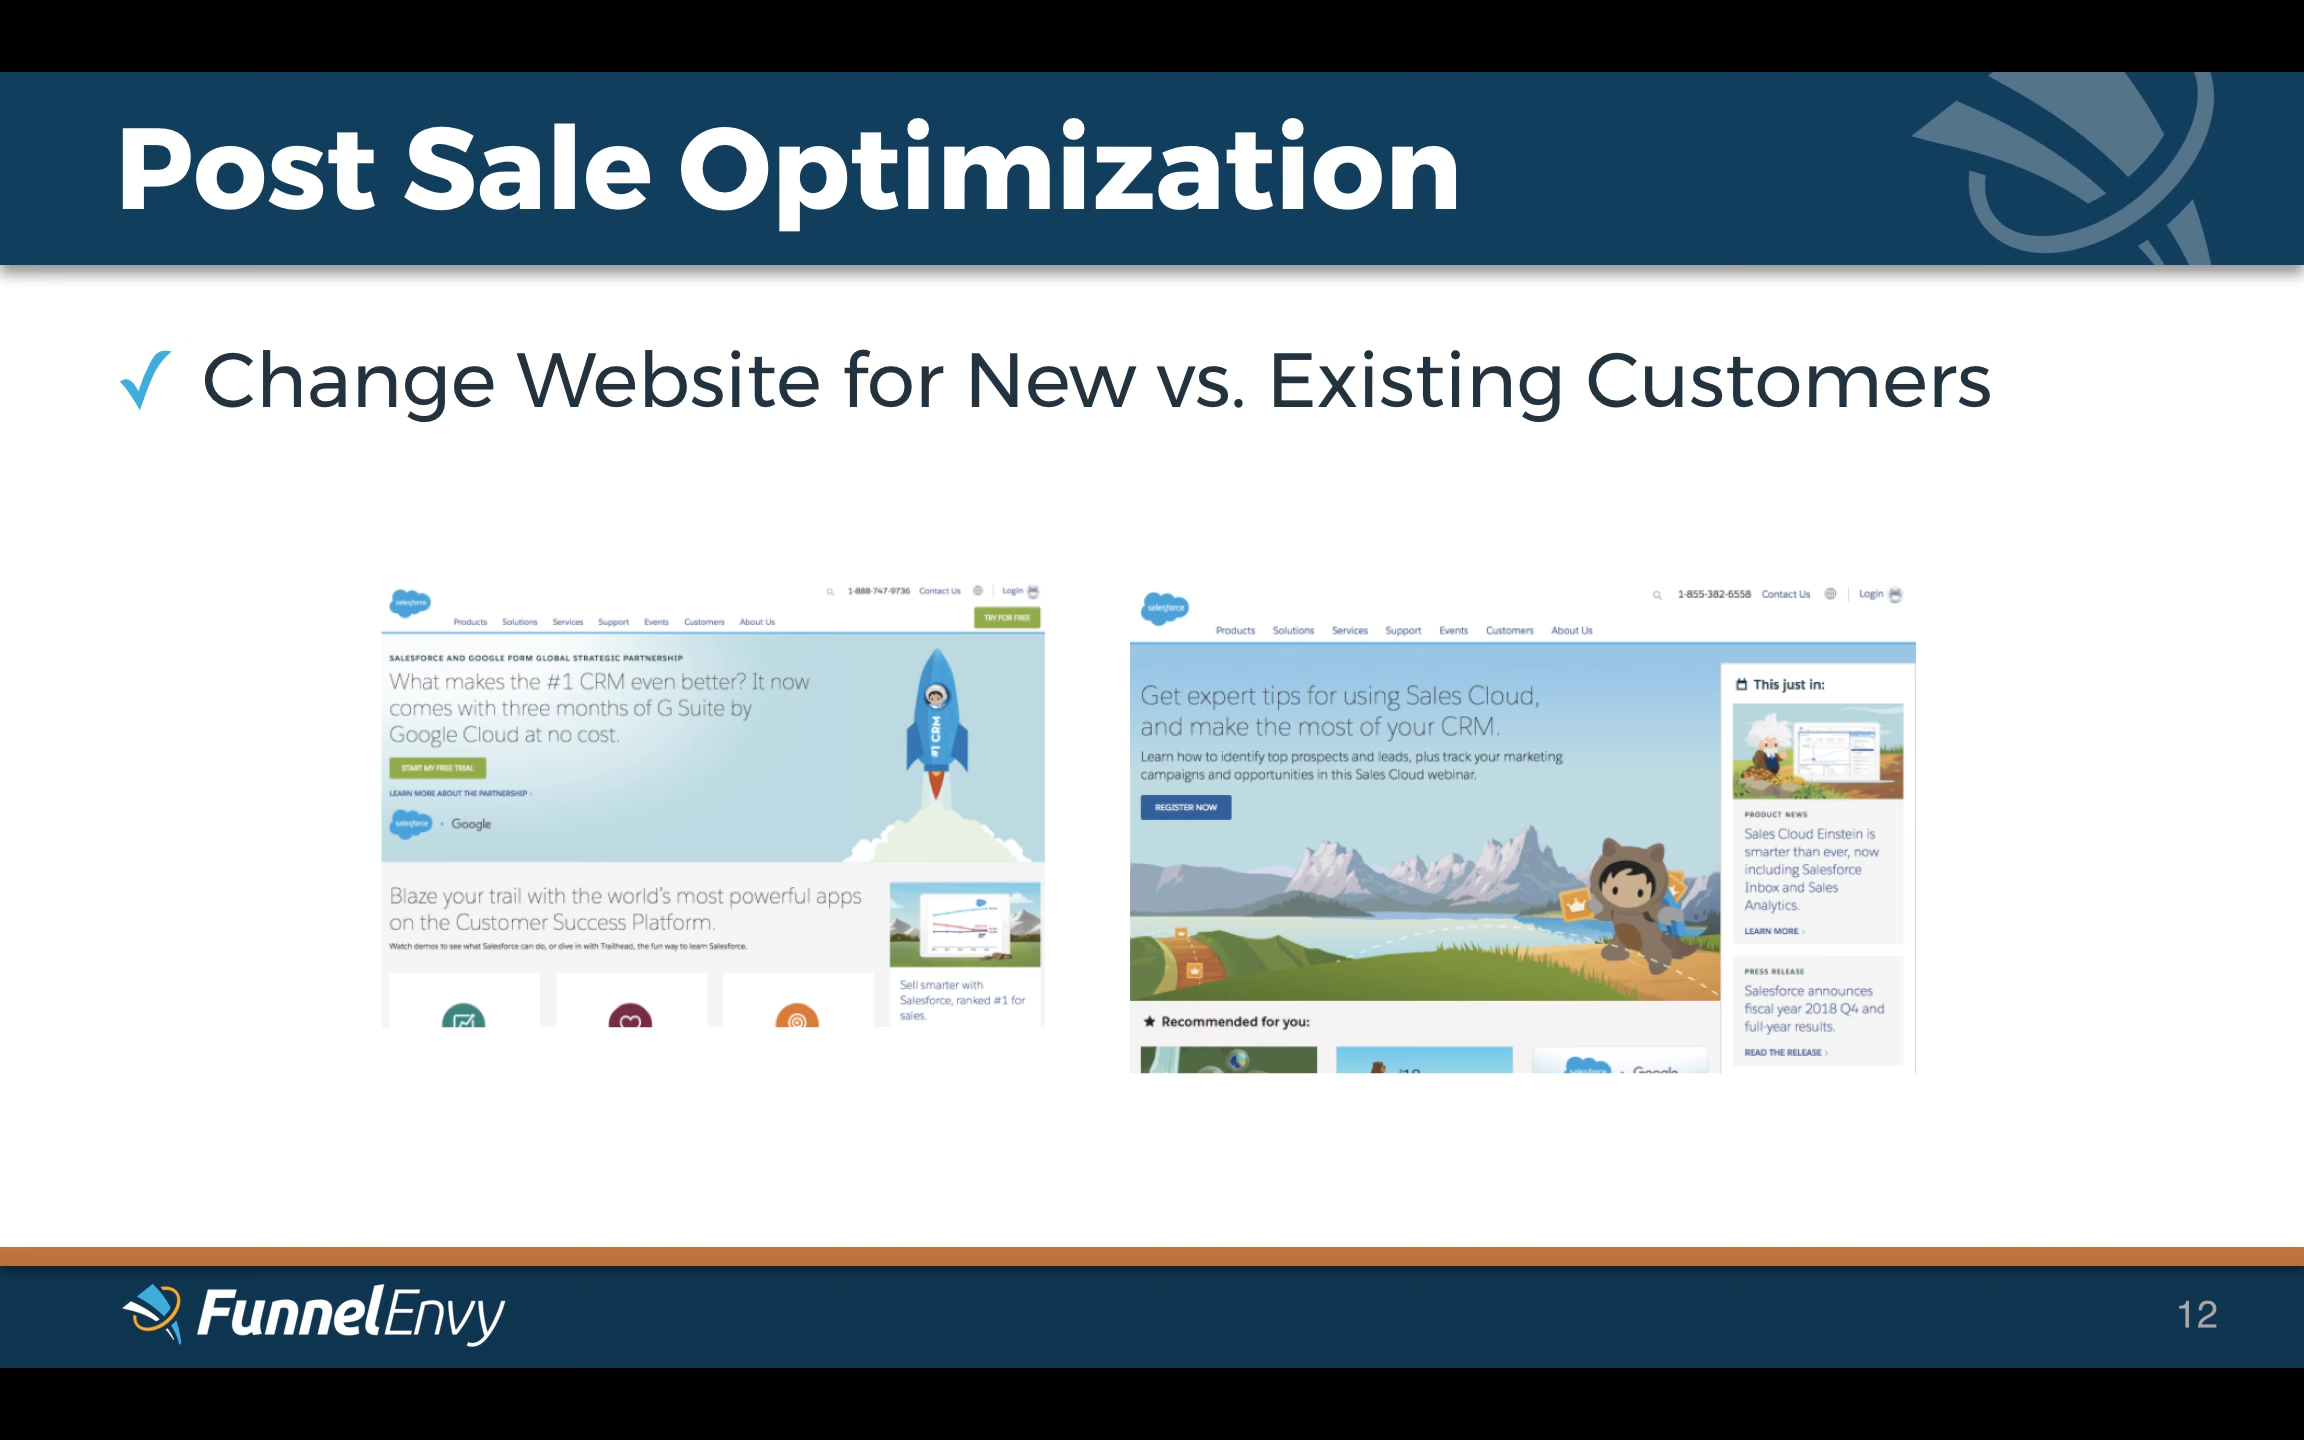 Post Sale Optimization
✓ Change Website for New vs. Existing Customers
salesforce
1-888-747-9736 Contact Us Login
Products Solutions Services Support Events Customers About Us
TRY FOR FREE
SALESFORCE AND GOOGLE FORM GLOBAL STRATEGIC PARTNERSHIP
What makes the #1 CRM even better? It now
comes with three months of G Suite by
Google Cloud at no cost.
START MY FREE TRIAL
LEARN MORE ABOUT THE PARTNERSHIP ›
salesforce + Google
#1 CRM
Blaze your trail with the world's most powerful apps
on the Customer Success Platform.
Watch demos to see what Salesforce can do, or dive in with Trailhead, the fun way to learn Salesforce.
Sell smarter with
Salesforce, ranked #1 for
sales.
salesforce
1-855-382-6558 Contact Us Login
Products Solutions Services Support Events Customers About Us
Get expert tips for using Sales Cloud,
and make the most of your CRM.
Learn how to identify top prospects and leads, plus track your marketing
campaigns and opportunities in this Sales Cloud webinar.
REGISTER NOW
★ Recommended for you:
'18
salesforce + Google
This just in:
PRODUCT NEWS
Sales Cloud Einstein is
smarter than ever, now
including Salesforce
Inbox and Sales
Analytics.
LEARN MORE ›
PRESS RELEASE
Salesforce announces
fiscal year 2018 Q4 and
full-year results.
READ THE RELEASE ›
FunnelEnvy
12